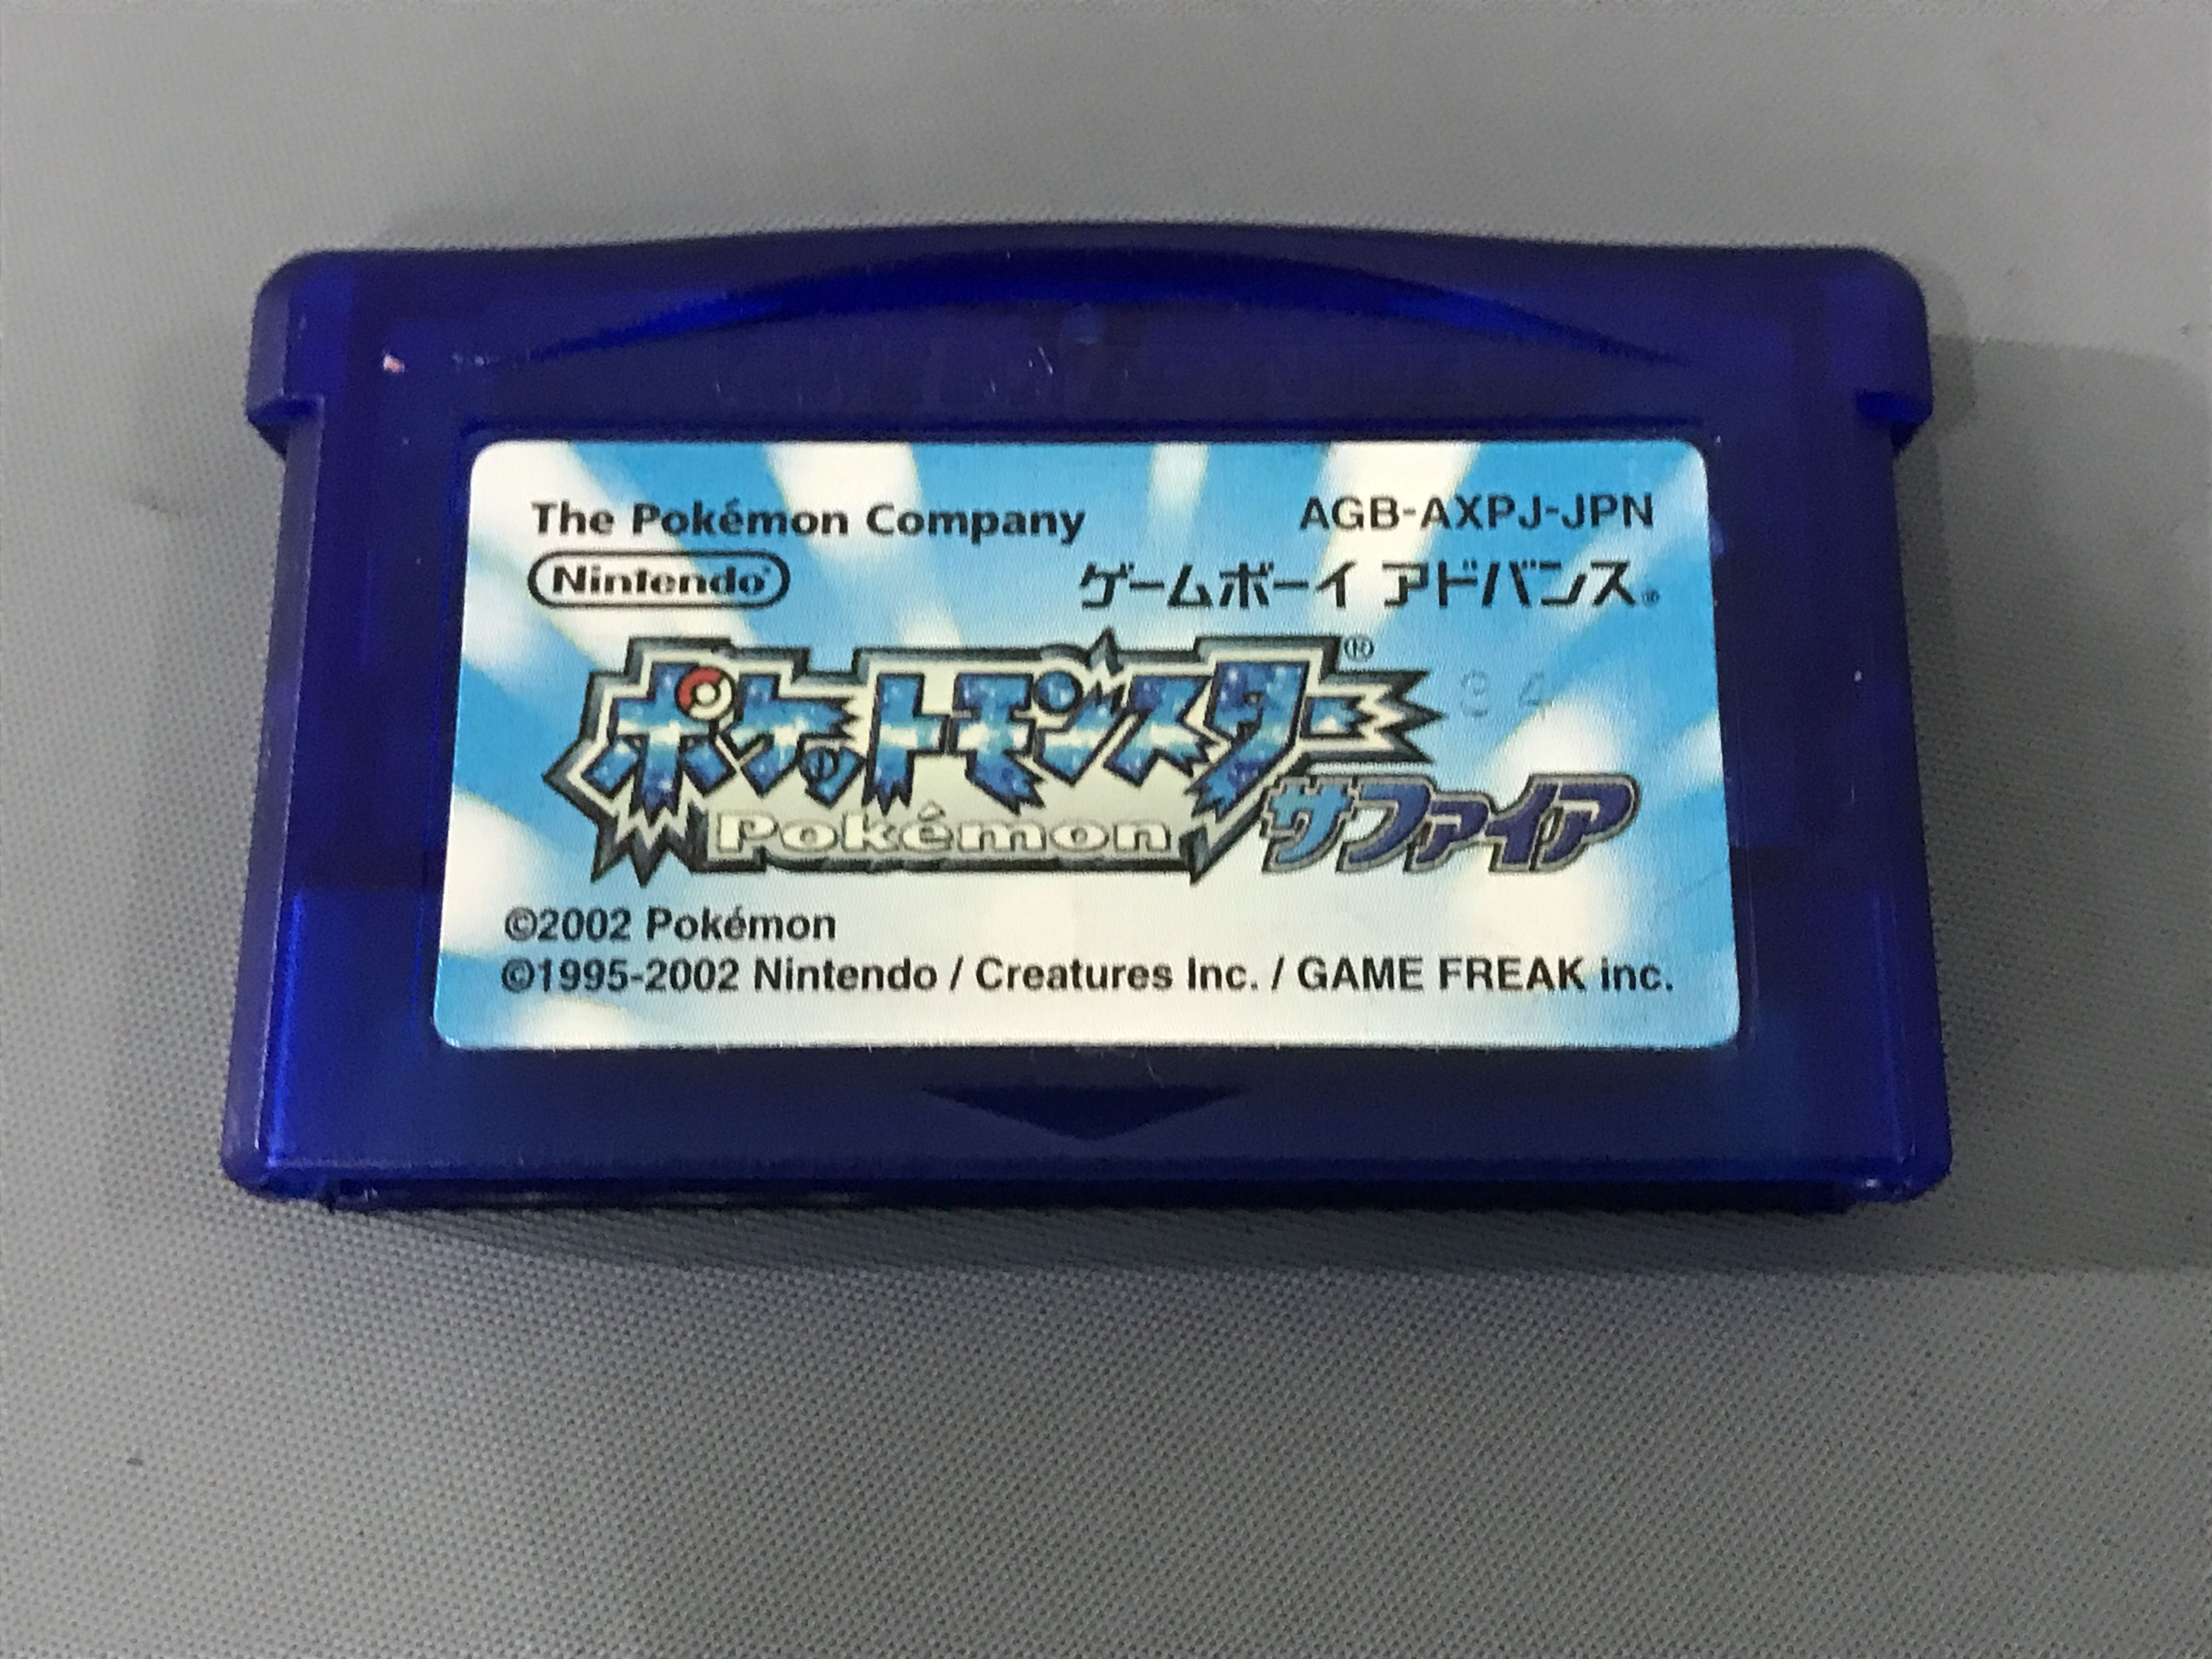 The Pokémon Company
AGB-AXPJ-JPN
Nintendo
ゲームボーイ アドバンス®
ポケットモンスター®
Pokémon
サファイア
©2002 Pokémon
©1995-2002 Nintendo / Creatures Inc. / GAME FREAK inc.